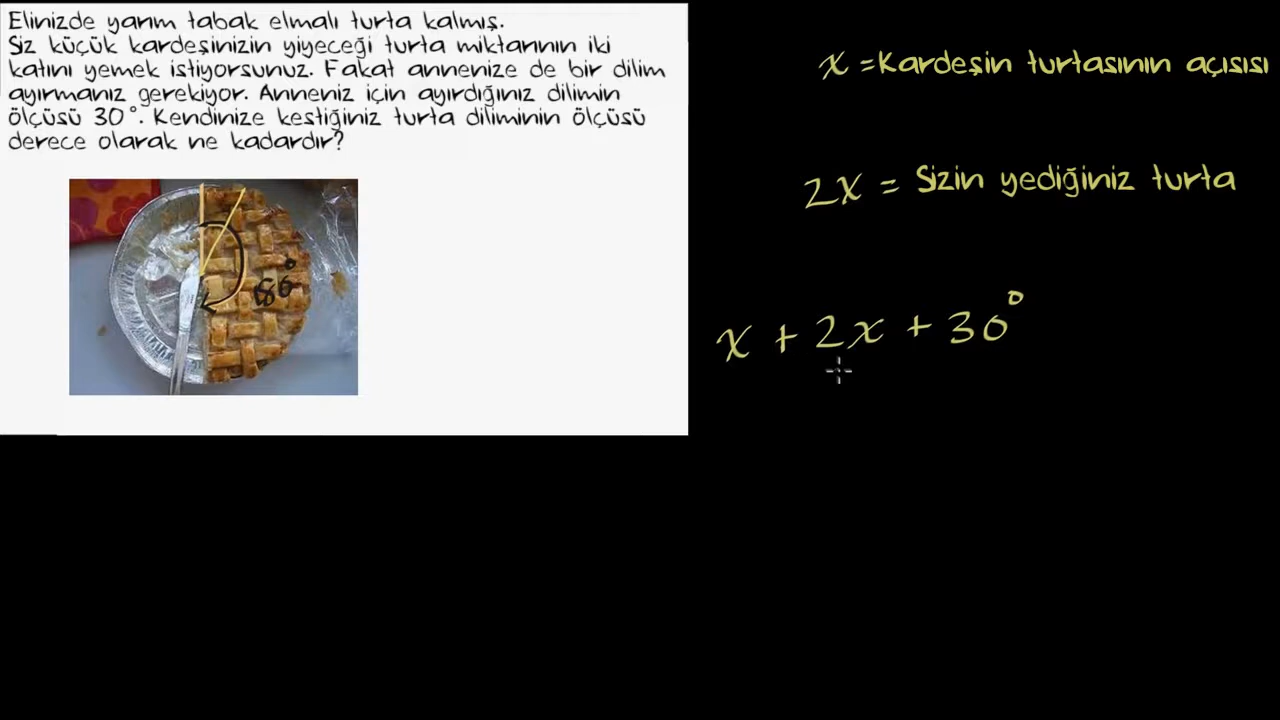 Elinizde yarım tabak elmalı turta kalmış.
Siz küçük kardeşinizin yiyeceği turta miktarının iki
katını yemek istiyorsunuz. Fakat annenize de bir dilim
ayırmanız gerekiyor. Anneniz için ayırdığınız dilimin
ölçüsü 30°. Kendinize kestiğiniz turta diliminin ölçüsü
derece olarak ne kadardır?
180°
x = Kardeşin turtasının açısısı
2x = Sizin yediğiniz turta
x + 2x + 30°